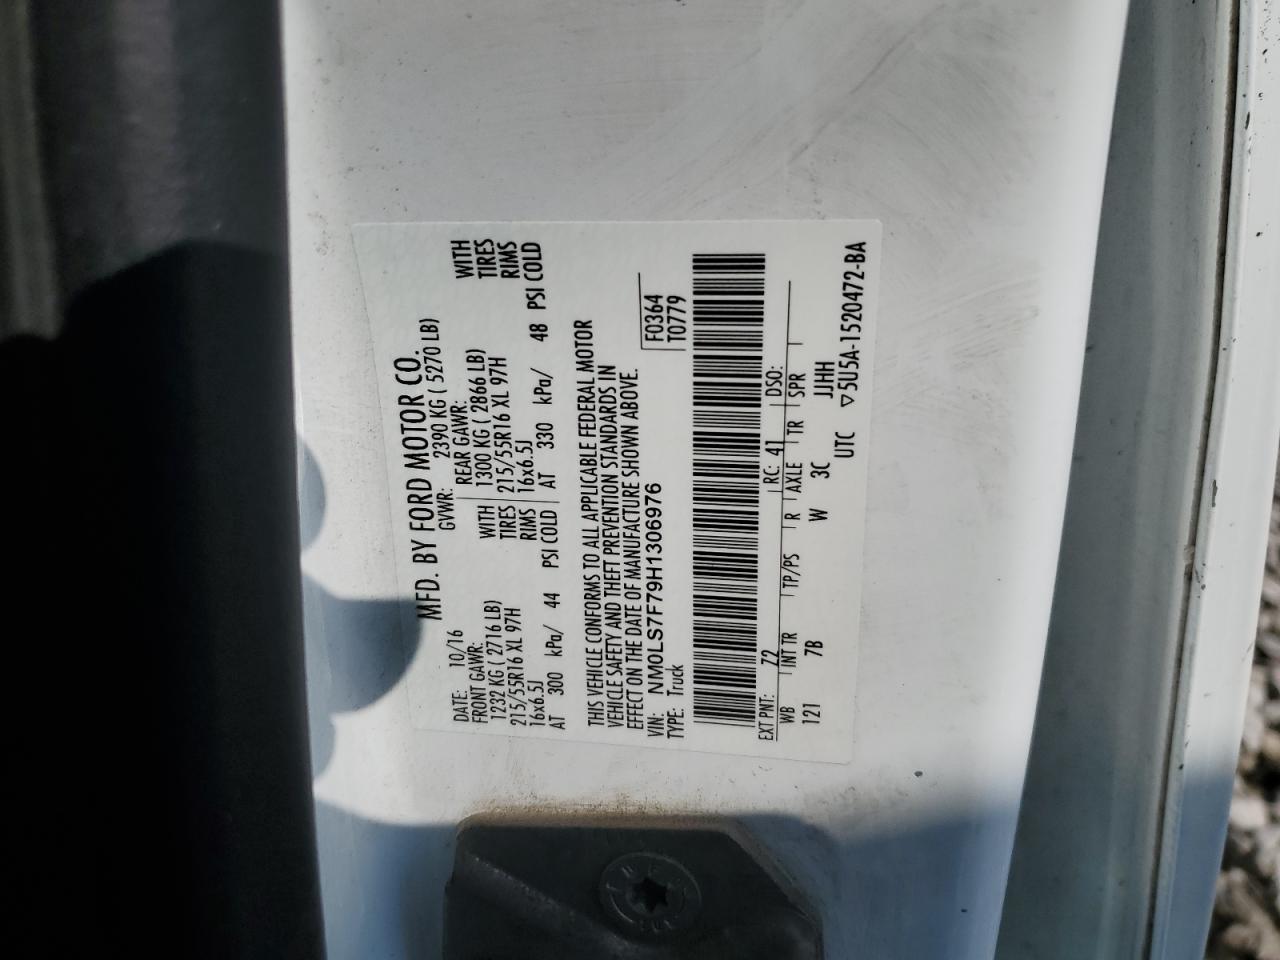 MFD. BY FORD MOTOR CO.
DATE: 10/16 GVWR: 2390 KG ( 5270 LB)
FRONT GAWR: REAR GAWR:
1232 KG ( 2716 LB) WITH 1300 KG ( 2866 LB) WITH
215/55R16 XL 97H TIRES 215/55R16 XL 97H TIRES
16x6.5J RIMS 16x6.5J RIMS
AT 300 kPa/ 44 PSI COLD AT 330 kPa/ 48 PSI COLD
THIS VEHICLE CONFORMS TO ALL APPLICABLE FEDERAL MOTOR
VEHICLE SAFETY AND THEFT PREVENTION STANDARDS IN
EFFECT ON THE DATE OF MANUFACTURE SHOWN ABOVE.
VIN: NM0LS7F79H1306976 F0364
TYPE: Truck T0779
EXT PNT: Z2 RC: 41 DSO:
WB INT TR TP/PS R AXLE TR SPR
121 7B W 3C JJHH
UTC ▽5U5A-1520472-BA